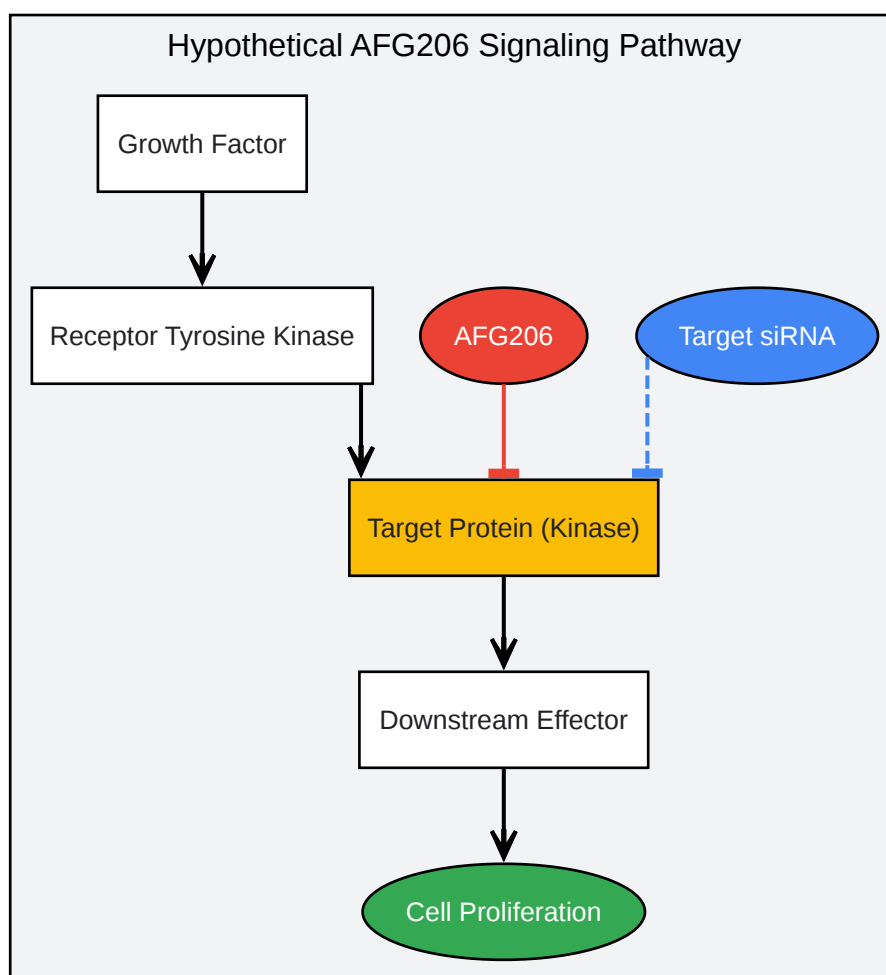 Hypothetical AFG206 Signaling Pathway
Growth Factor
Receptor Tyrosine Kinase
AFG206
Target siRNA
Target Protein (Kinase)
Downstream Effector
Cell Proliferation